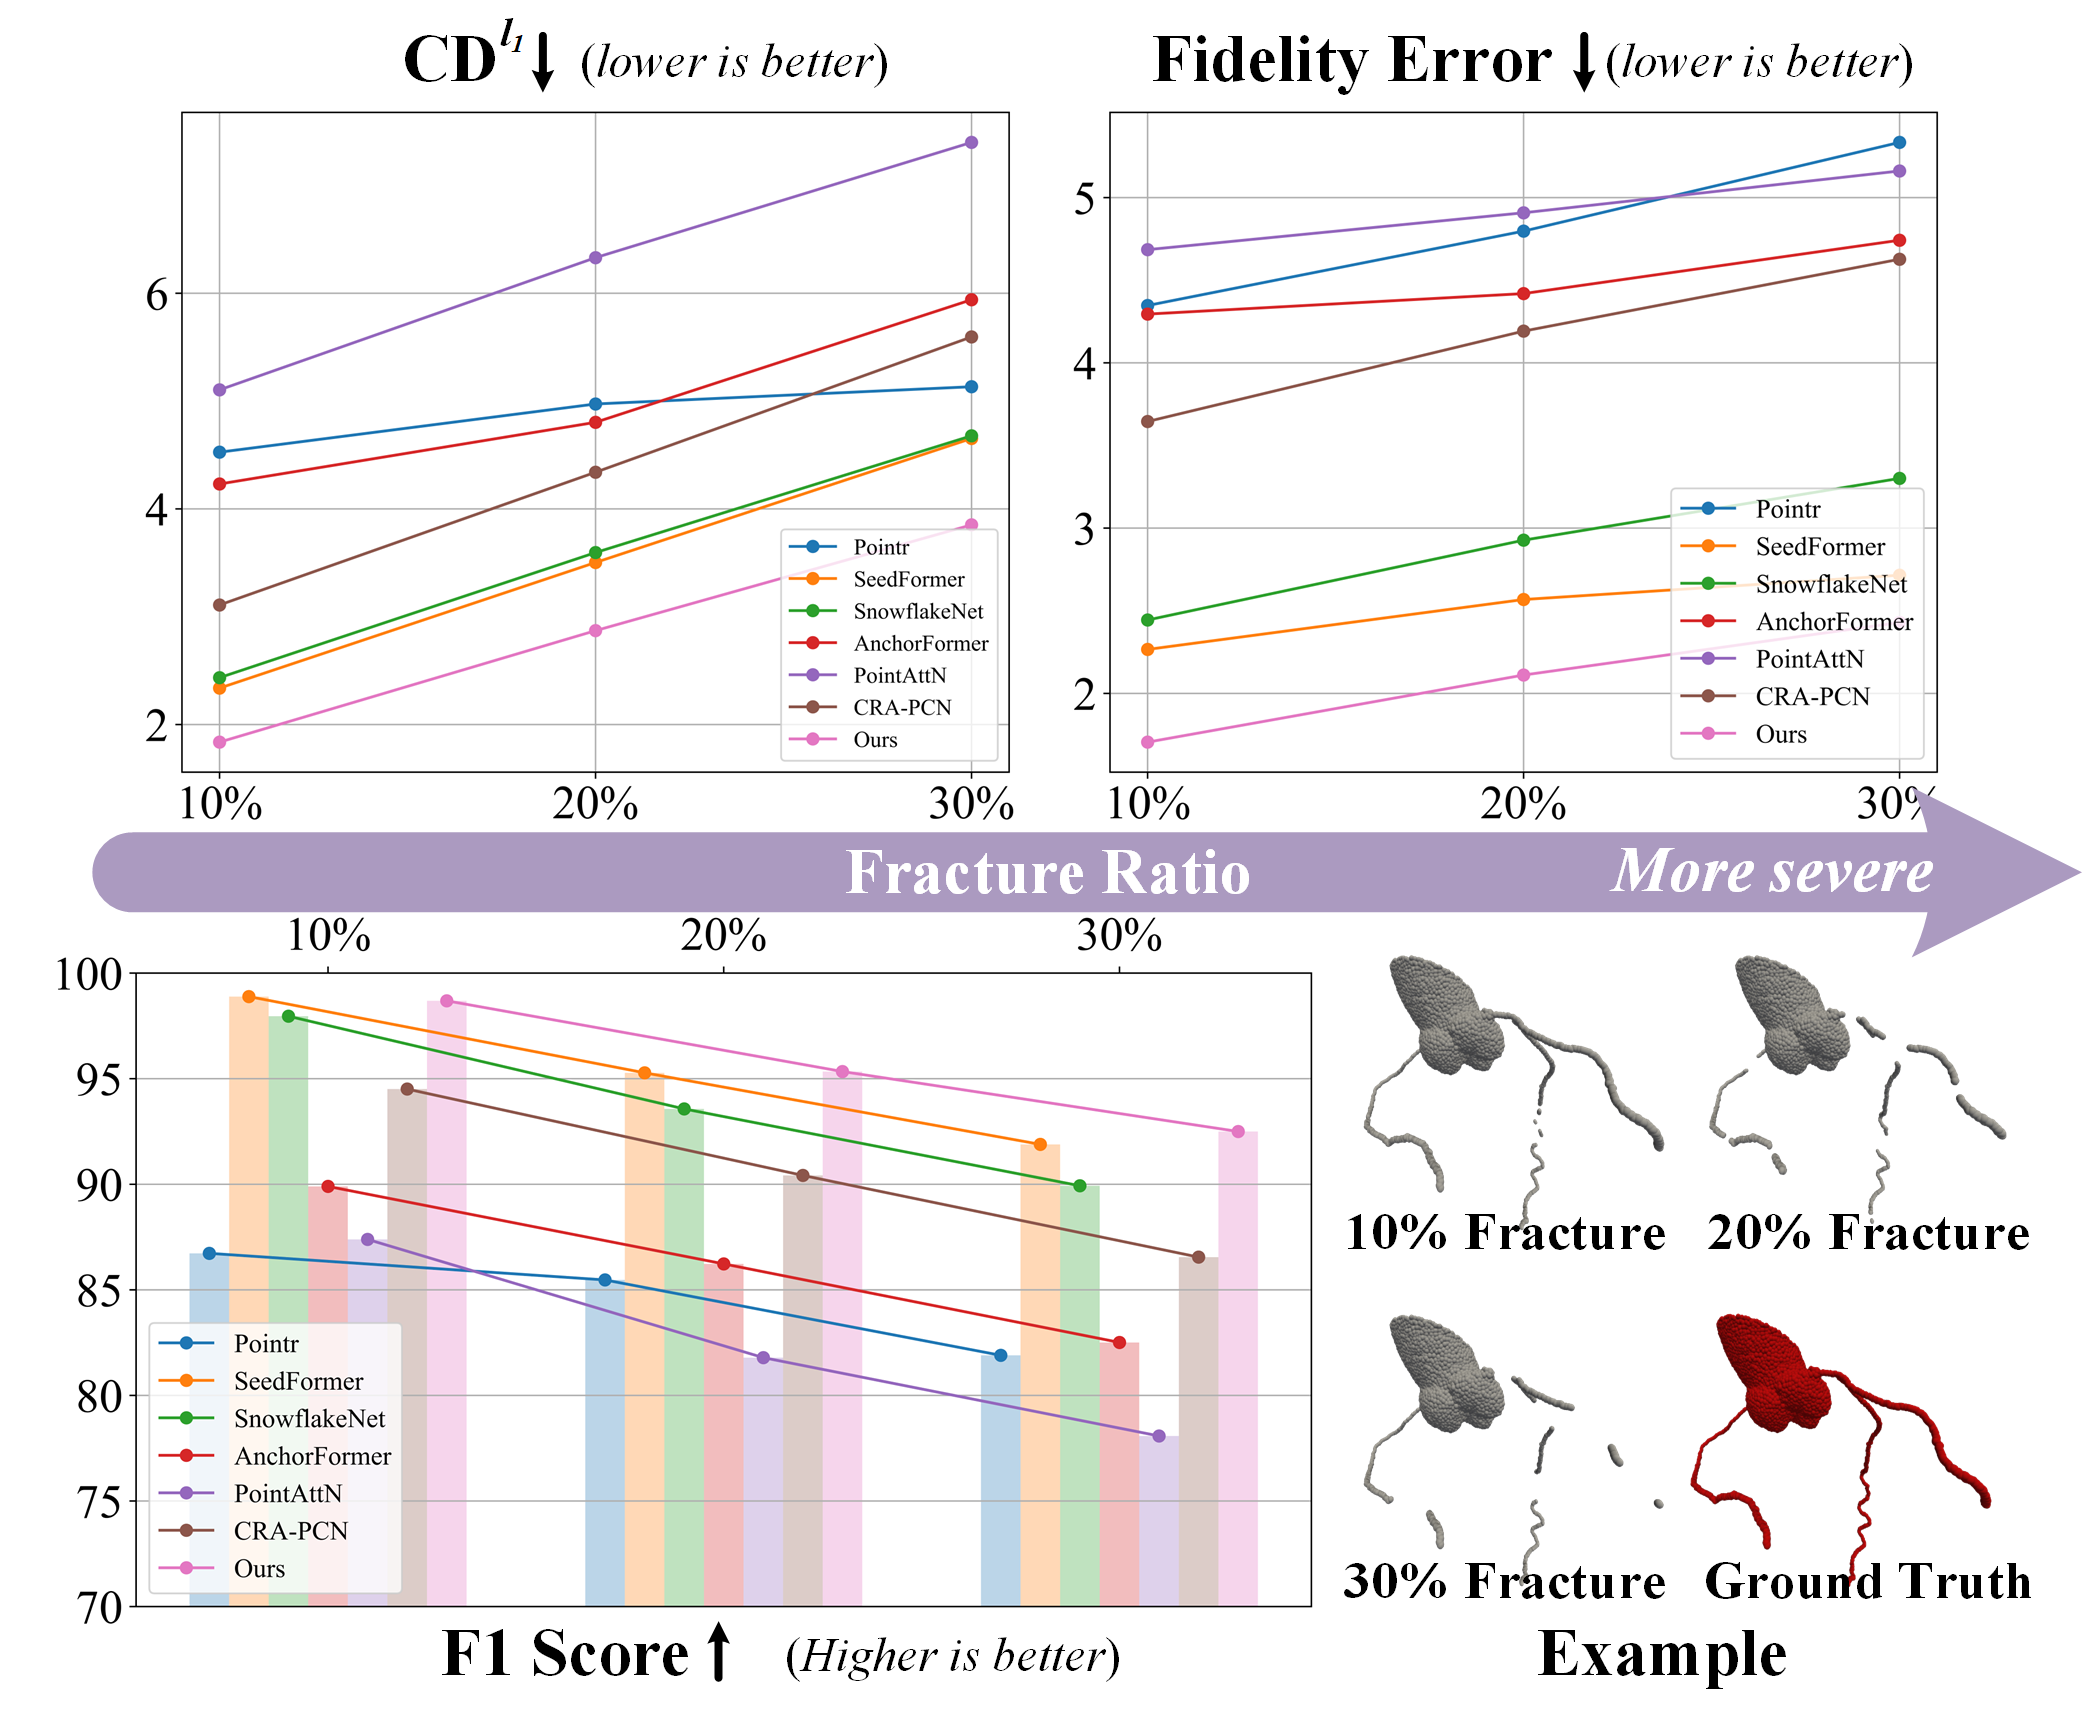 CD^l1↓ (lower is better)
Fidelity Error ↓ (lower is better)
6
4
2
10% 20% 30%
Pointr
SeedFormer
SnowflakeNet
AnchorFormer
PointAttN
CRA-PCN
Ours
5
4
3
2
10% 20% 30%
Pointr
SeedFormer
SnowflakeNet
AnchorFormer
PointAttN
CRA-PCN
Ours
Fracture Ratio
More severe
10% 20% 30%
100
95
90
85
80
75
70
Pointr
SeedFormer
SnowflakeNet
AnchorFormer
PointAttN
CRA-PCN
Ours
F1 Score ↑ (Higher is better)
10% Fracture
20% Fracture
30% Fracture
Ground Truth
Example